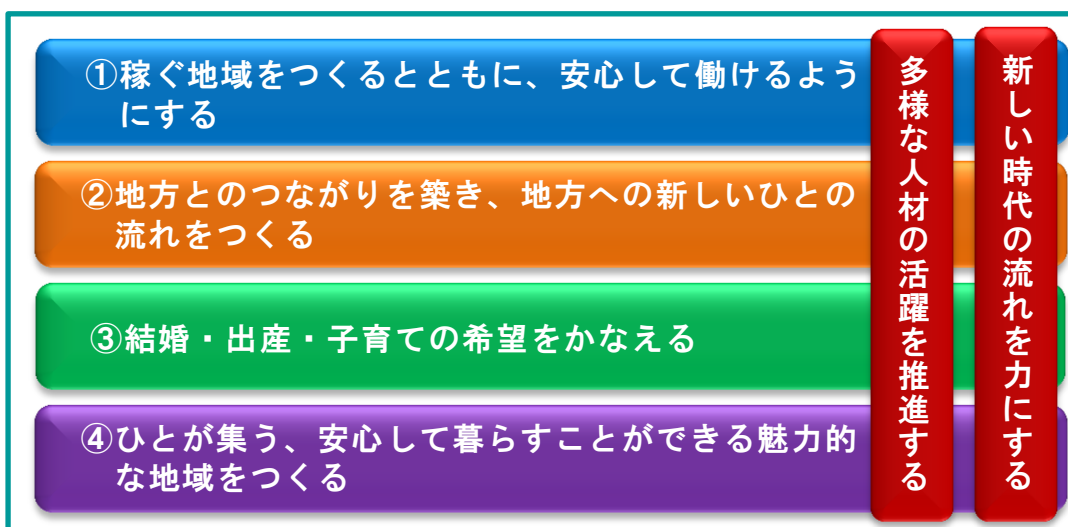 ①稼ぐ地域をつくるとともに、安心して働けるよう
にする
②地方とのつながりを築き、地方への新しいひとの
流れをつくる
③結婚・出産・子育ての希望をかなえる
④ひとが集う、安心して暮らすことができる魅力的
な地域をつくる
多様な人材の活躍を推進する
新しい時代の流れを力にする